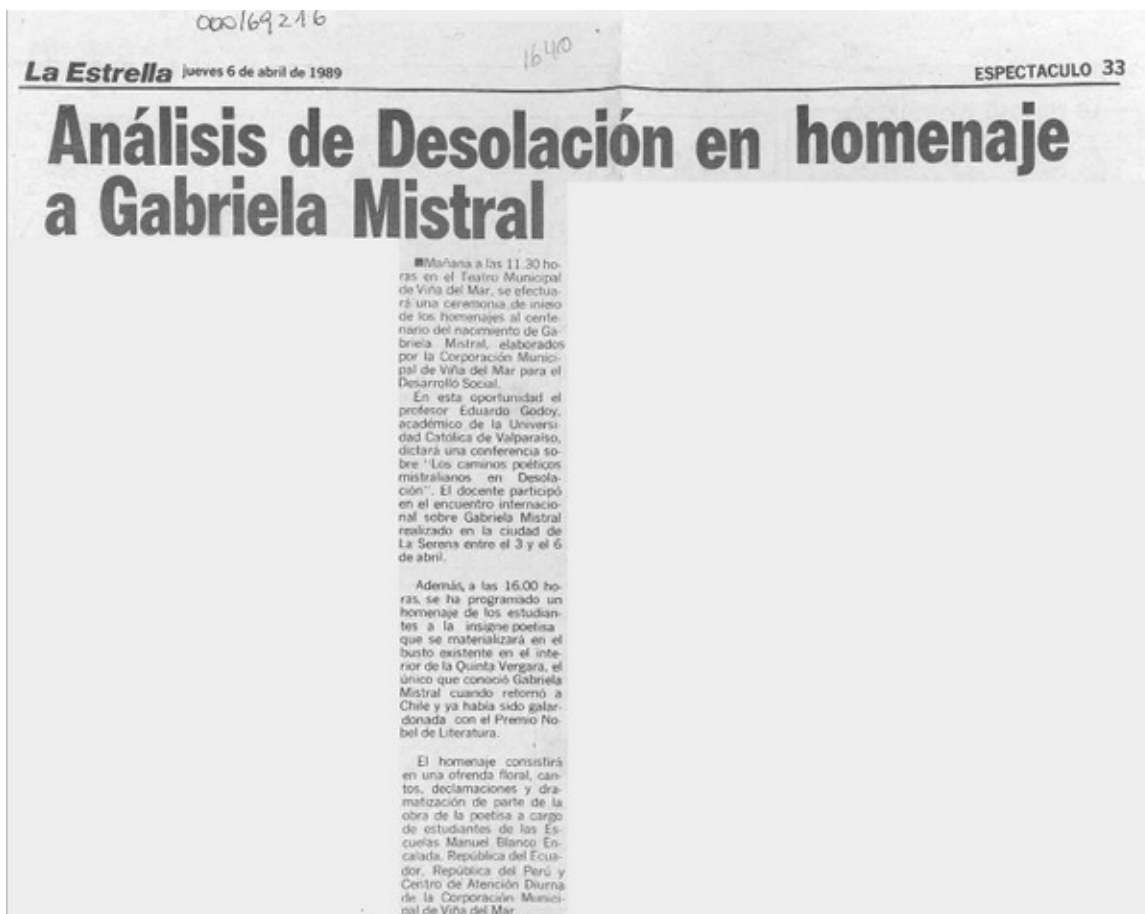 000169216
1640
La Estrella jueves 6 de abril de 1989
ESPECTACULO 33
Análisis de Desolación en homenaje
a Gabriela Mistral
■Mañana a las 11.30 ho-
ras en el Teatro Municipal
de Viña del Mar, se efectua-
rá una ceremonia de inicio
de los homenajes al cente-
nario del nacimiento de Ga-
briela Mistral, elaborados
por la Corporación Munici-
pal de Viña del Mar para el
Desarrolló Social.
En esta oportunidad el
profesor Eduardo Godoy,
académico de la Universi-
dad Católica de Valparaíso,
dictará una conferencia so-
bre "Los caminos poéticos
mistralianos en Desola-
ción". El docente participó
en el encuentro internacio-
nal sobre Gabriela Mistral
realizado en la ciudad de
La Serena entre el 3 y el 6
de abril.
Además, a las 16.00 ho-
ras, se ha programado un
homenaje de los estudian-
tes a la insigne poetisa
que se materializará en el
busto existente en el inte-
rior de la Quinta Vergara, el
único que conoció Gabriela
Mistral cuando retornó a
Chile y ya había sido galar-
donada con el Premio No-
bel de Literatura.
El homenaje consistirá
en una ofrenda floral, can-
tos, declamaciones y dra-
matización de parte de la
obra de la poetisa a cargo
de estudiantes de las Es-
cuelas Manuel Blanco En-
calada, República del Ecua-
dor, República del Perú y
Centro de Atención Diurna
de la Corporación Munici-
pal de Viña del Mar